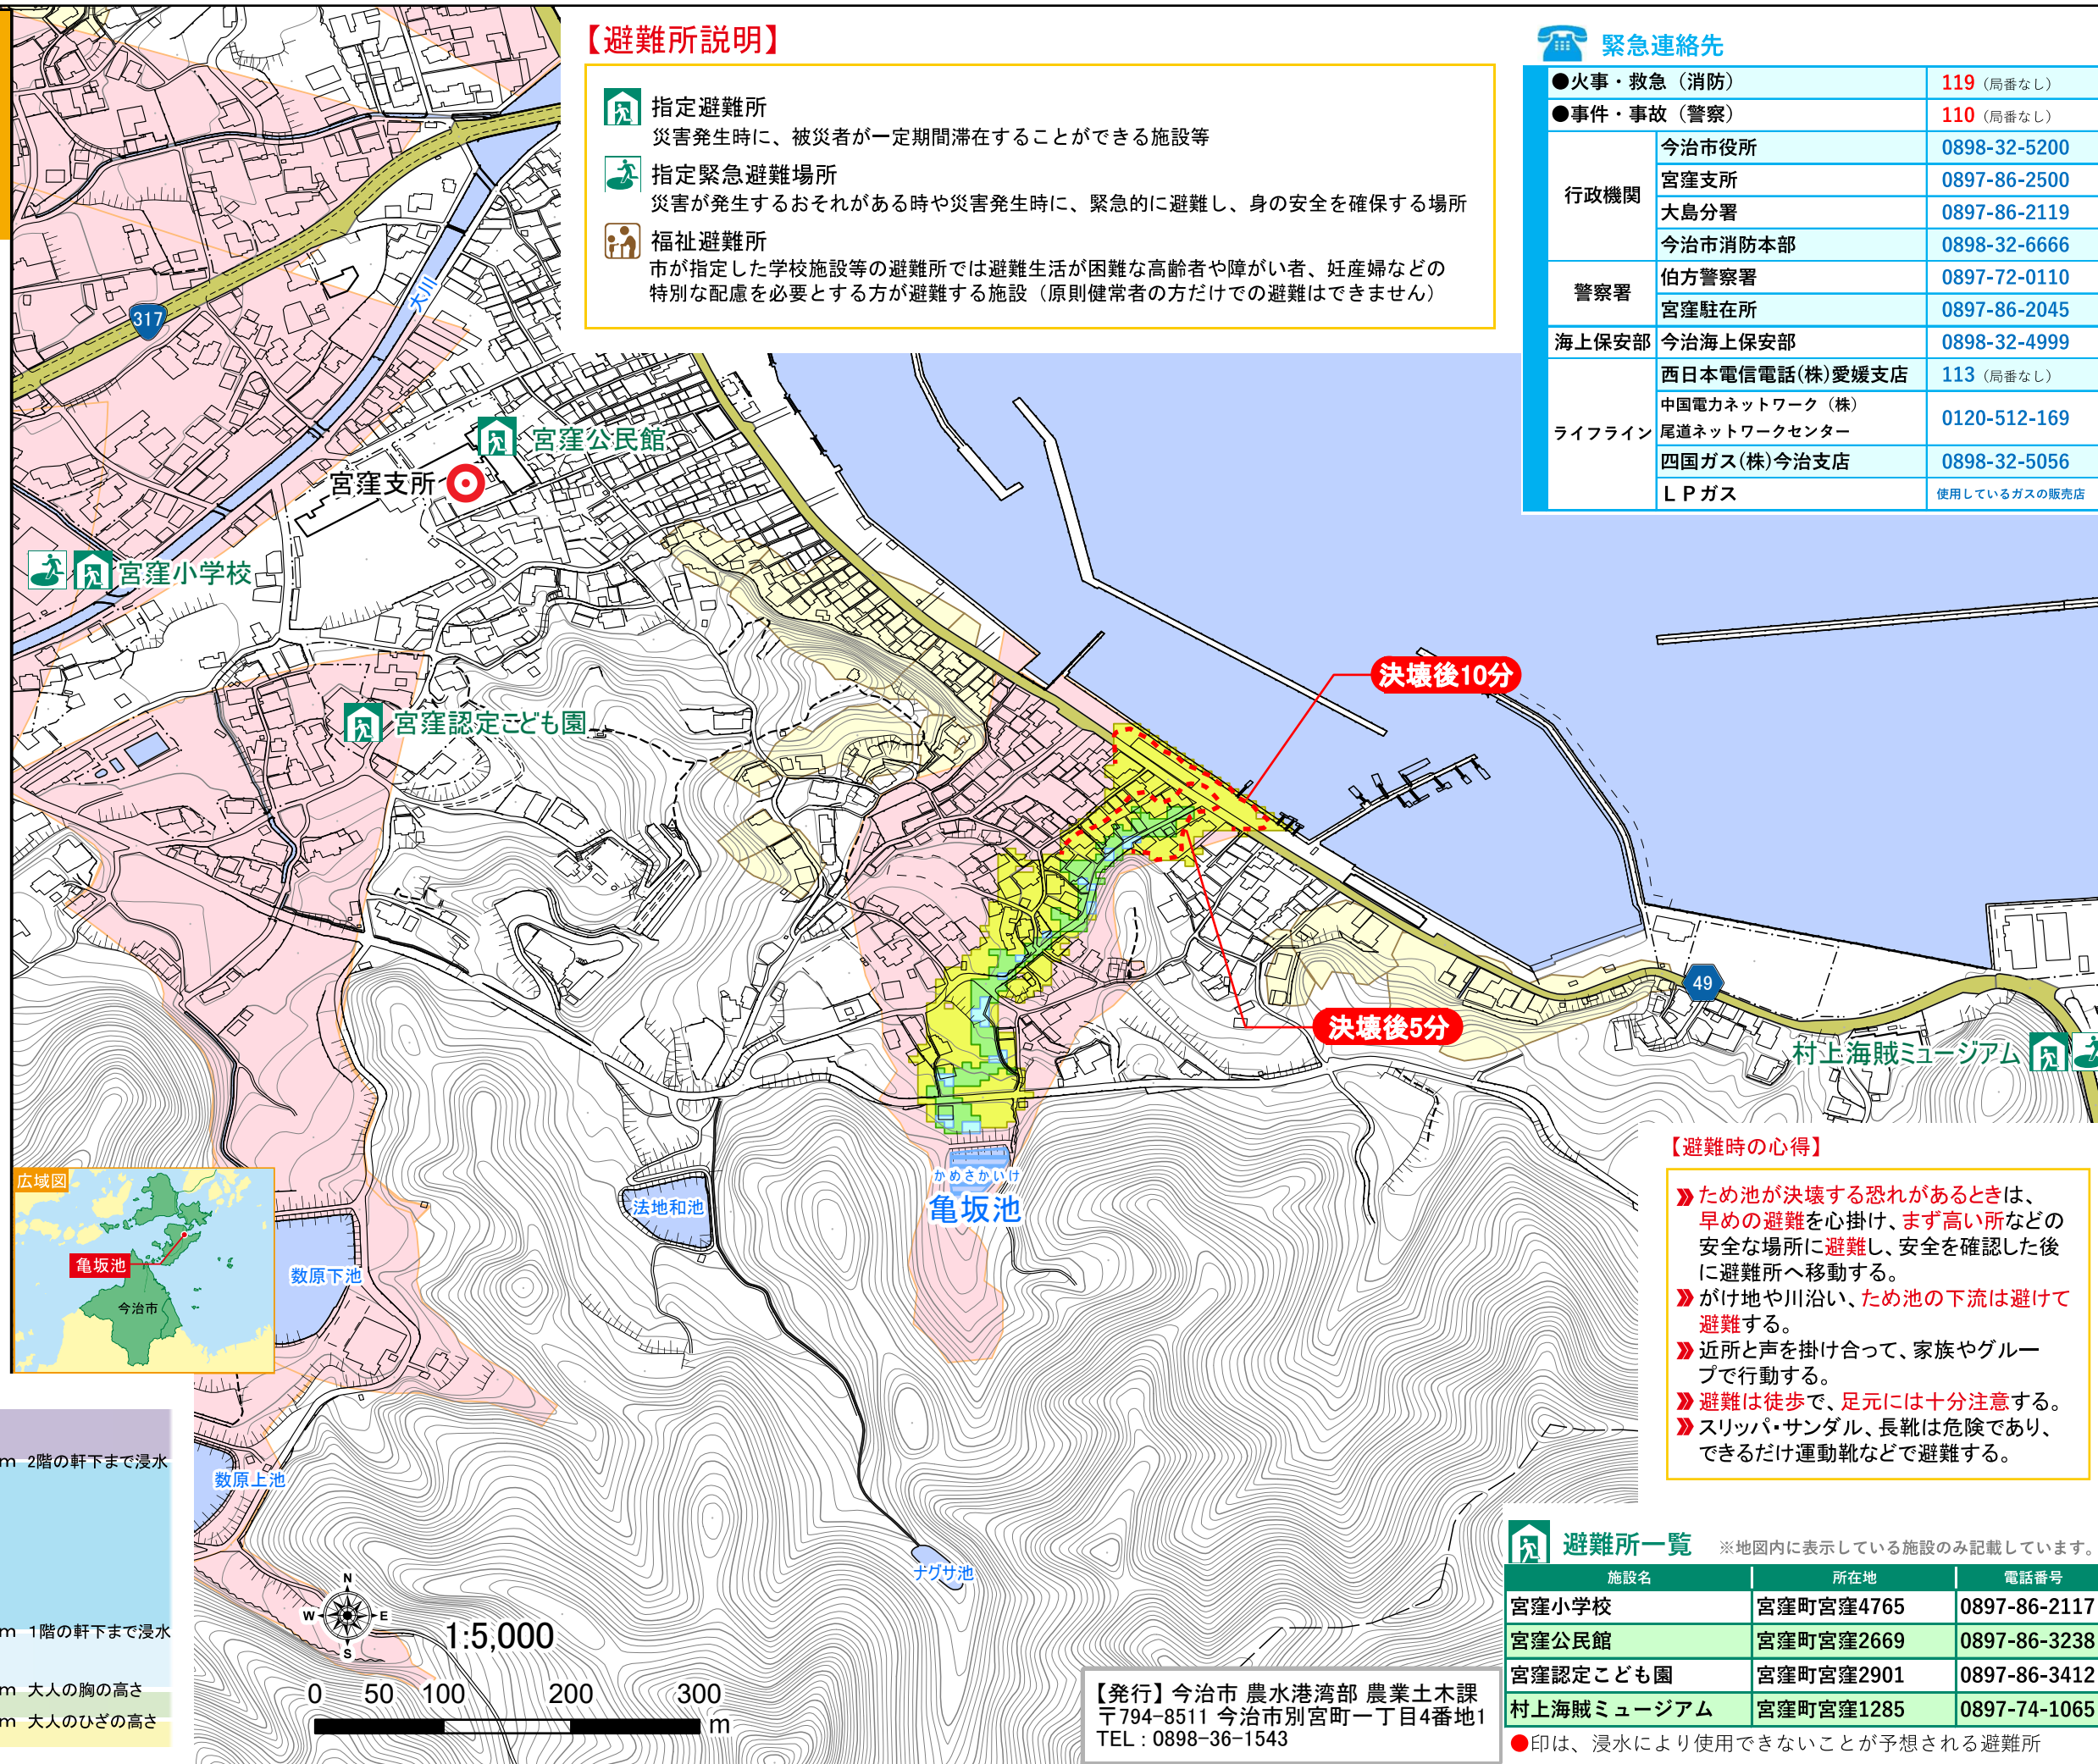 【避難所説明】
指定避難所
災害発生時に、被災者が一定期間滞在することができる施設等
指定緊急避難場所
災害が発生するおそれがある時や災害発生時に、緊急的に避難し、身の安全を確保する場所
福祉避難所
市が指定した学校施設等の避難所では避難生活が困難な高齢者や障がい者、妊産婦などの
特別な配慮を必要とする方が避難する施設（原則健常者の方だけでの避難はできません）
緊急連絡先
●火事・救急（消防） 119（局番なし）
●事件・事故（警察） 110（局番なし）
行政機関
今治市役所 0898-32-5200
宮窪支所 0897-86-2500
大島分署 0897-86-2119
今治市消防本部 0898-32-6666
警察署
伯方警察署 0897-72-0110
宮窪駐在所 0897-86-2045
海上保安部 今治海上保安部 0898-32-4999
ライフライン
西日本電信電話(株)愛媛支店 113（局番なし）
中国電力ネットワーク（株）
尾道ネットワークセンター 0120-512-169
四国ガス(株)今治支店 0898-32-5056
ＬＰガス 使用しているガスの販売店
大川
317
宮窪公民館
宮窪支所
宮窪小学校
宮窪認定こども園
決壊後10分
決壊後5分
49
村上海賊ミュージアム
かめさかいけ
亀坂池
法地和池
数原下池
数原上池
ナグサ池
広域図
亀坂池
今治市
m 2階の軒下まで浸水
m 1階の軒下まで浸水
m 大人の胸の高さ
m 大人のひざの高さ
N
W E
S
1:5,000
0 50 100 200 300
m
【避難時の心得】
ため池が決壊する恐れがあるときは、
早めの避難を心掛け、まず高い所などの
安全な場所に避難し、安全を確認した後
に避難所へ移動する。
がけ地や川沿い、ため池の下流は避けて
避難する。
近所と声を掛け合って、家族やグルー
プで行動する。
避難は徒歩で、足元には十分注意する。
スリッパ・サンダル、長靴は危険であり、
できるだけ運動靴などで避難する。
【発行】今治市 農水港湾部 農業土木課
〒794-8511 今治市別宮町一丁目4番地1
TEL : 0898-36-1543
避難所一覧 ※地図内に表示している施設のみ記載しています。
施設名 所在地 電話番号
宮窪小学校 宮窪町宮窪4765 0897-86-2117
宮窪公民館 宮窪町宮窪2669 0897-86-3238
宮窪認定こども園 宮窪町宮窪2901 0897-86-3412
村上海賊ミュージアム 宮窪町宮窪1285 0897-74-1065
●印は、浸水により使用できないことが予想される避難所